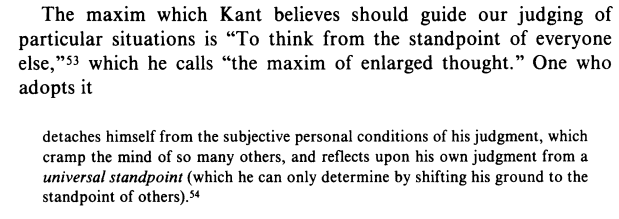 The maxim which Kant believes should guide our judging of
particular situations is “To think from the standpoint of everyone
else,”53 which he calls “the maxim of enlarged thought.” One who
adopts it
detaches himself from the subjective personal conditions of his judgment, which
cramp the mind of so many others, and reflects upon his own judgment from a
universal standpoint (which he can only determine by shifting his ground to the
standpoint of others).54